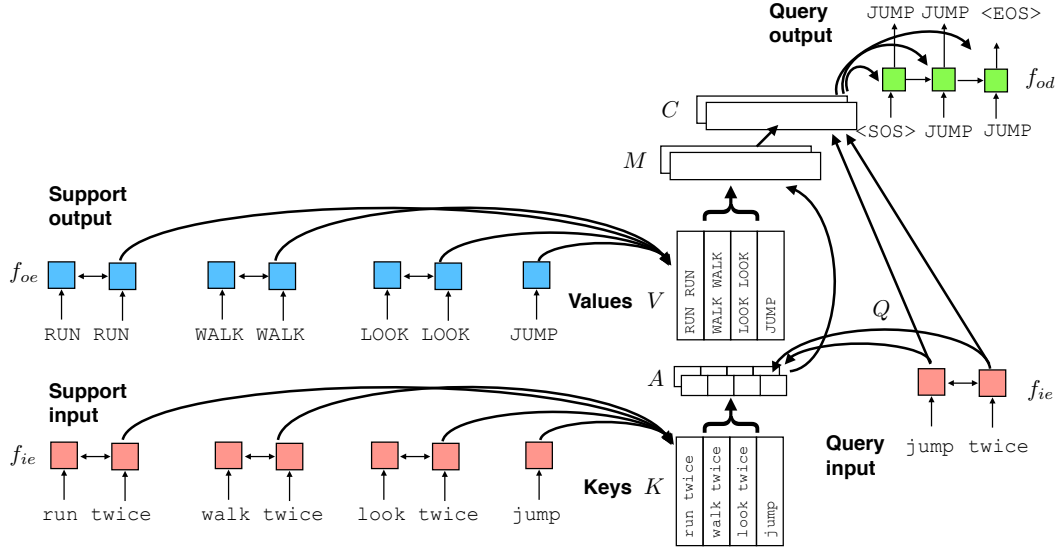 Query
output
JUMP JUMP <EOS>
f_od
C
<SOS> JUMP JUMP
M
Support
output
f_oe
RUN RUN WALK WALK LOOK LOOK JUMP
Values V
RUN RUN
WALK WALK
LOOK LOOK
JUMP
Q
A
Support
input
f_ie
run twice walk twice look twice jump
Keys K
run twice
walk twice
look twice
jump
f_ie
Query
input
jump twice